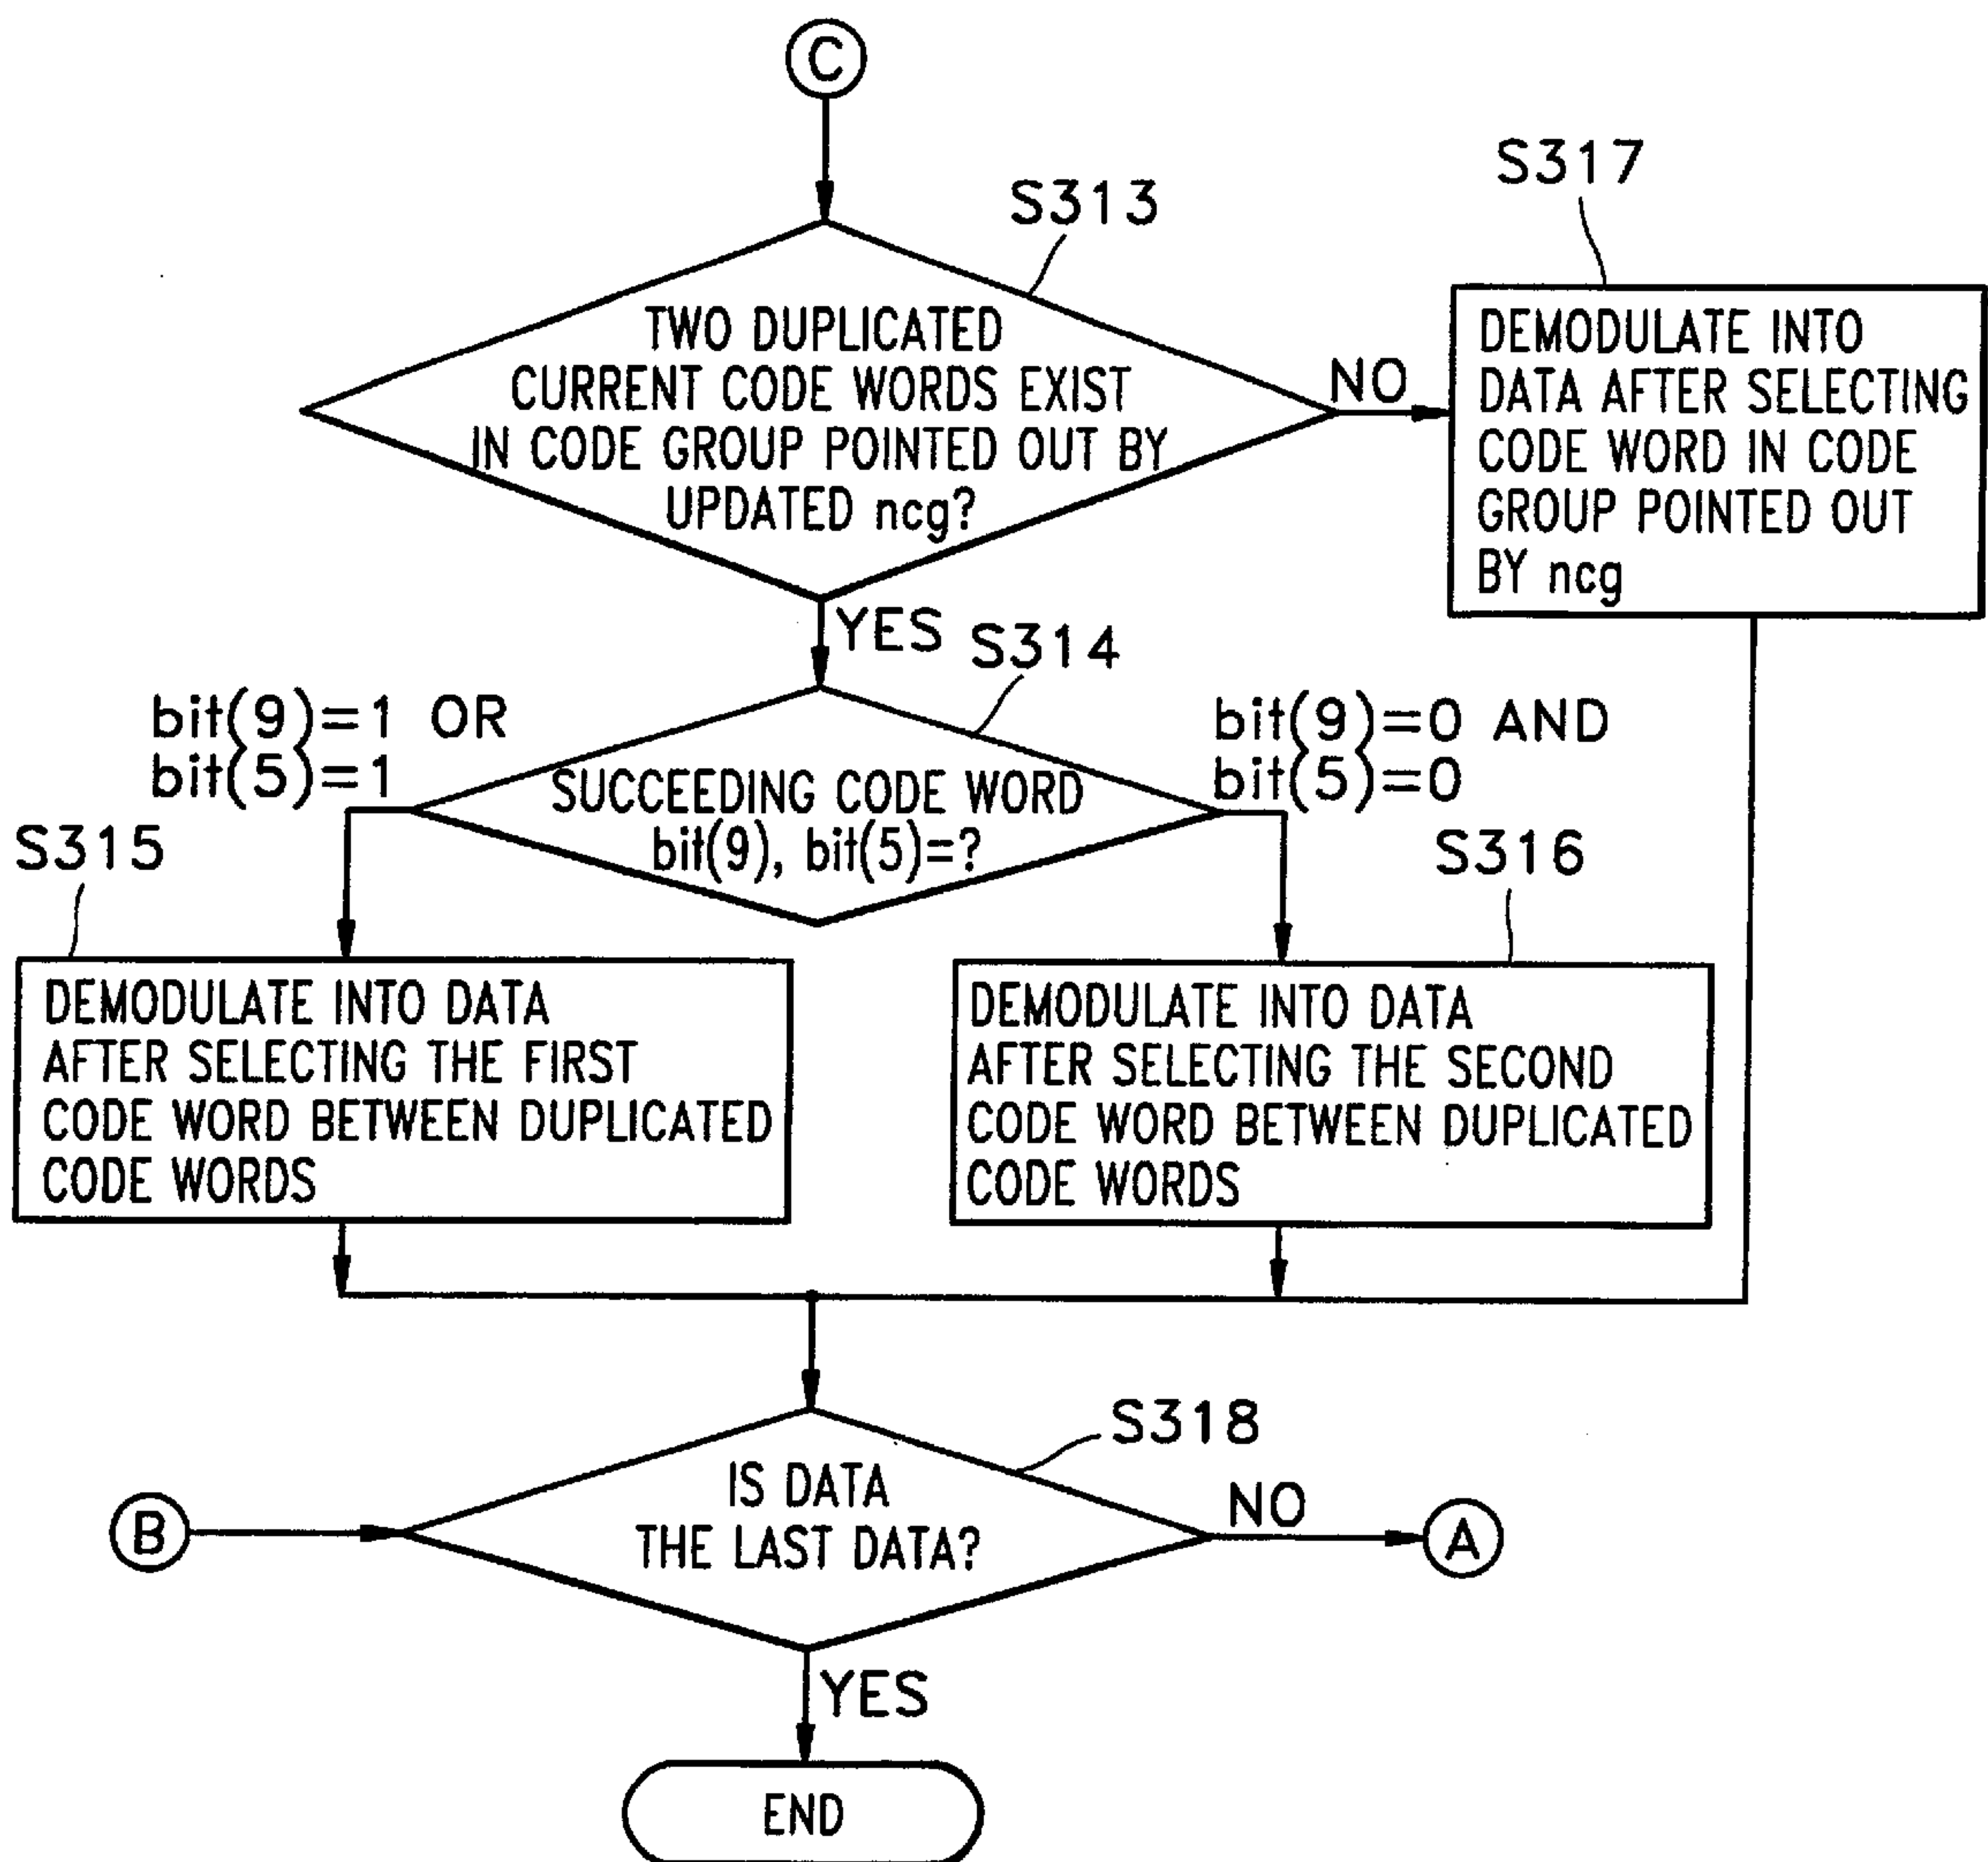 C
S313
TWO DUPLICATED
CURRENT CODE WORDS EXIST
IN CODE GROUP POINTED OUT BY
UPDATED ncg?
NO
S317
DEMODULATE INTO
DATA AFTER SELECTING
CODE WORD IN CODE
GROUP POINTED OUT
BY ncg
YES
S314
bit(9)=1 OR
bit(5)=1
SUCCEEDING CODE WORD
bit(9), bit(5)=?
bit(9)=0 AND
bit(5)=0
S315
DEMODULATE INTO DATA
AFTER SELECTING THE FIRST
CODE WORD BETWEEN DUPLICATED
CODE WORDS
S316
DEMODULATE INTO DATA
AFTER SELECTING THE SECOND
CODE WORD BETWEEN DUPLICATED
CODE WORDS
S318
B
IS DATA
THE LAST DATA?
NO
A
YES
END